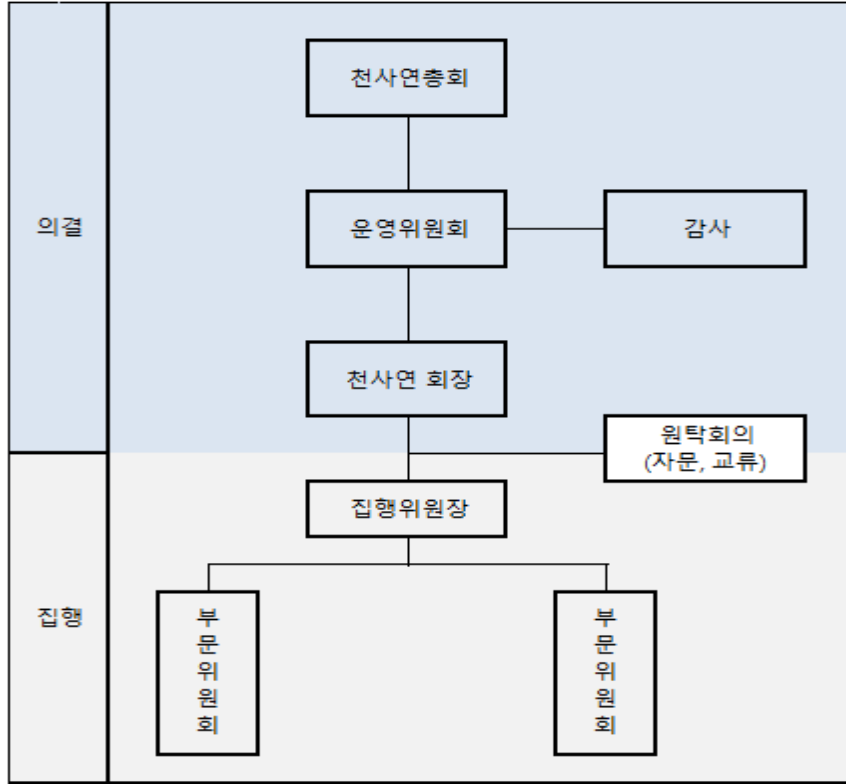 천사연총회
의결
운영위원회
감사
천사연 회장
원탁회의
(자문, 교류)
집행위원장
집행
부
문
위
원
회
부
문
위
원
회